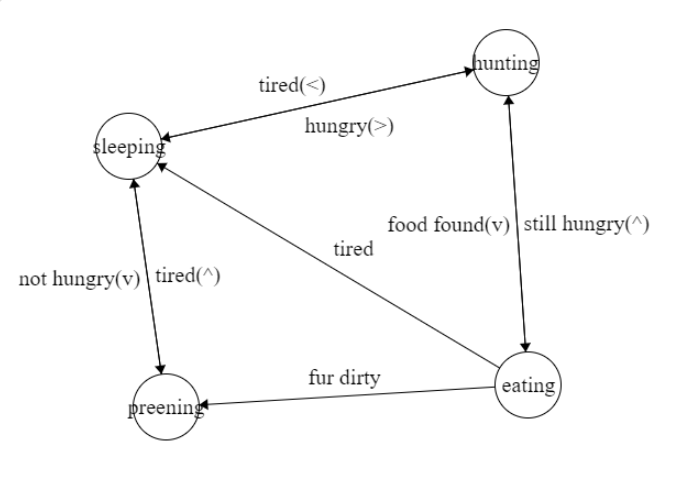 hunting
tired(<)
hungry(>)
sleeping
food found(v)
still hungry(^)
tired
not hungry(v)
tired(^)
fur dirty
eating
preening